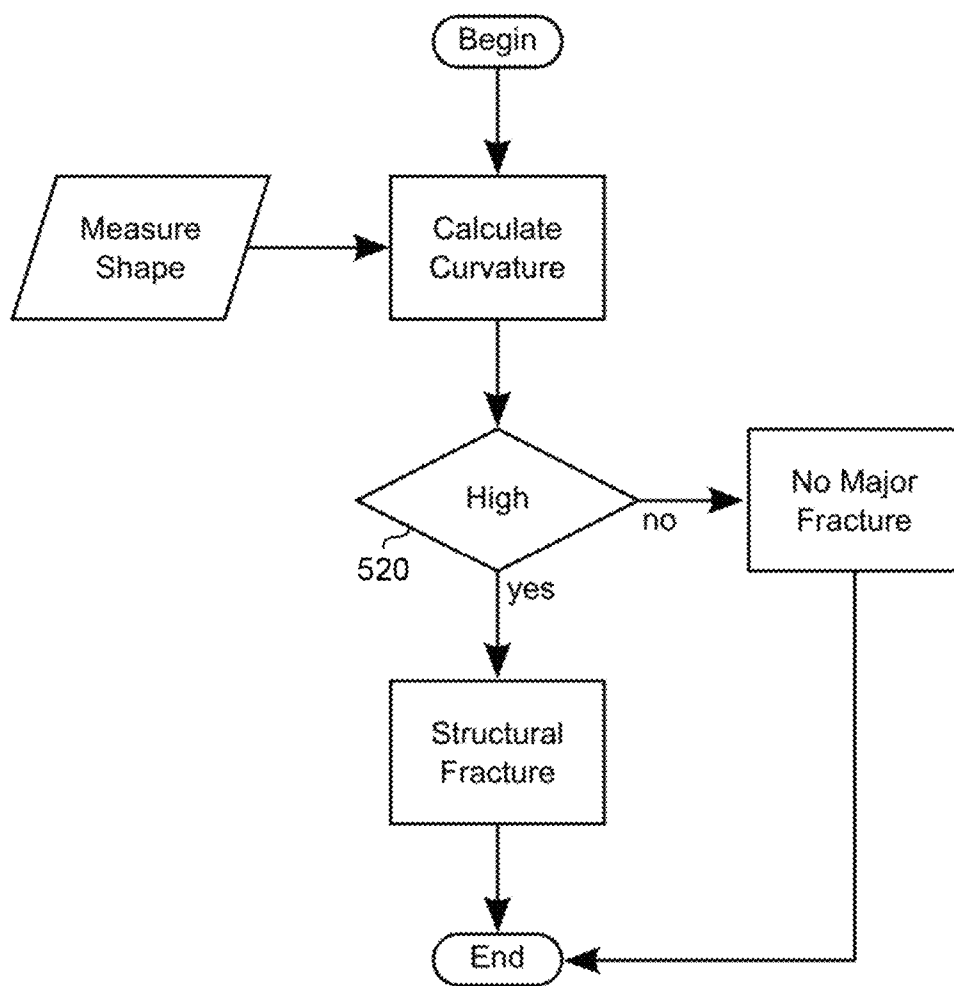 Begin
Measure
Shape
Calculate
Curvature
High
no
520
yes
No Major
Fracture
Structural
Fracture
End